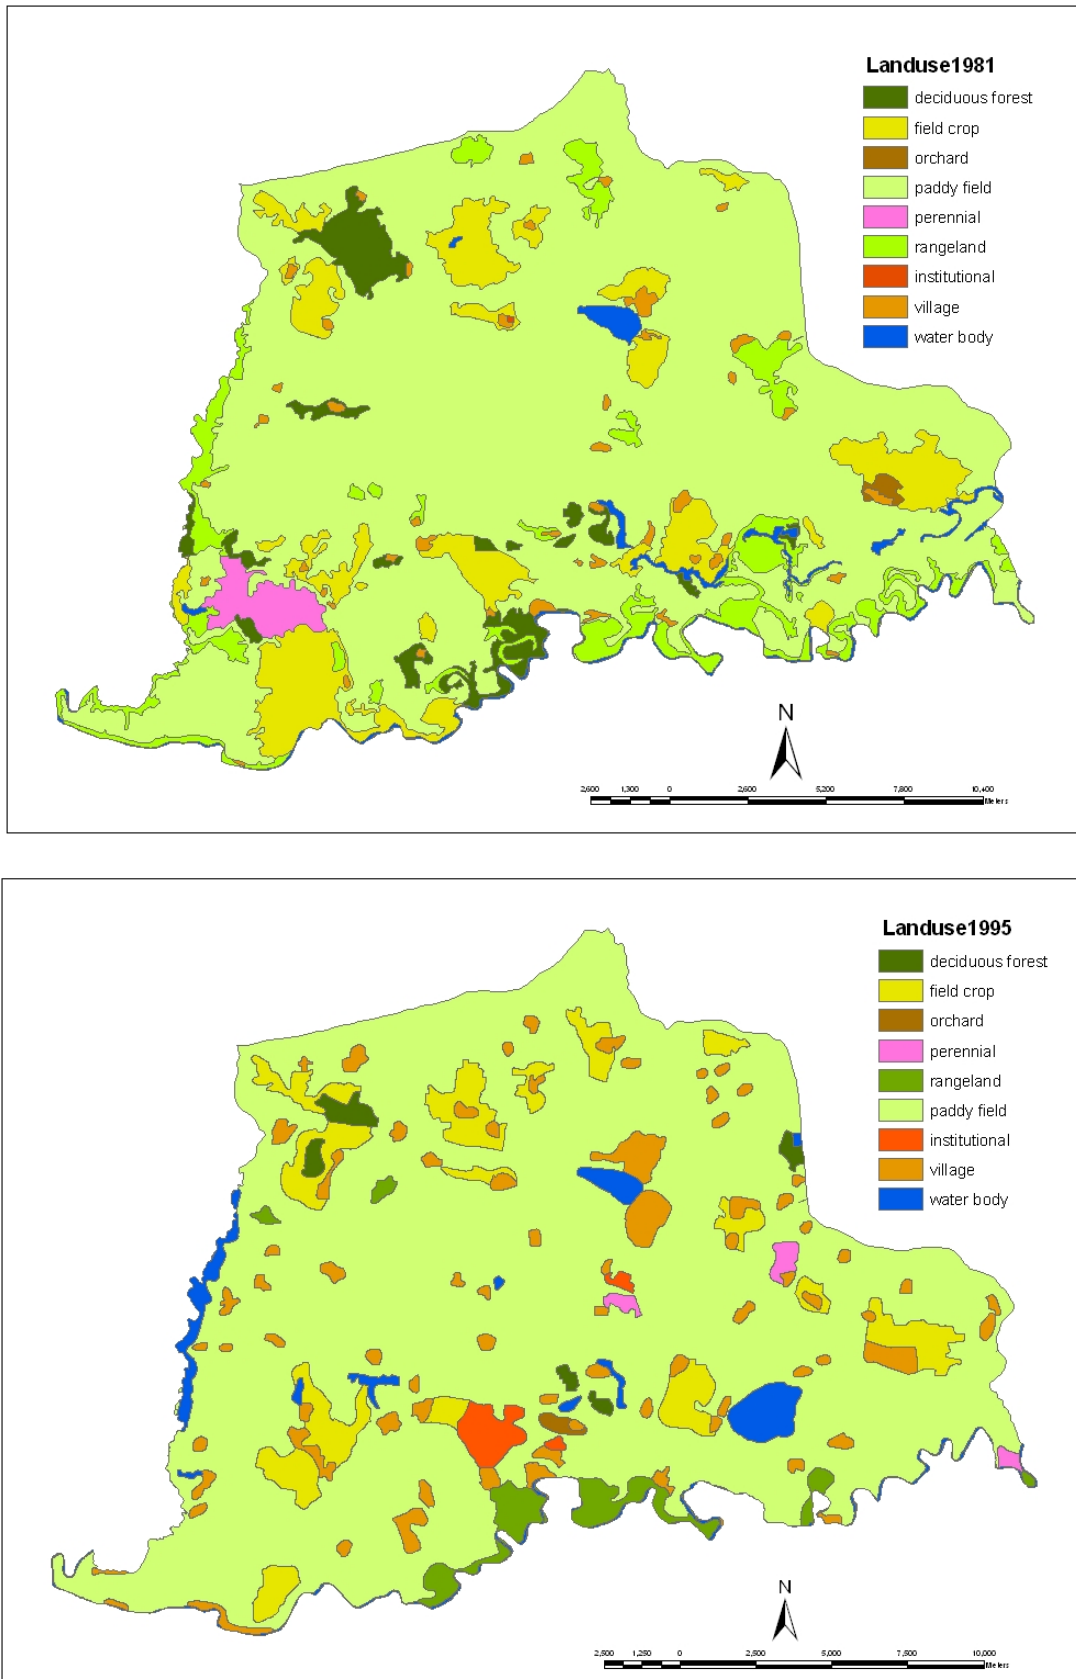 Landuse1981
deciduous forest
field crop
orchard
paddy field
perennial
rangeland
institutional
village
water body
N
2,600 1,300 0 2,600 5,200 7,800 10,400
Meters
Landuse1995
deciduous forest
field crop
orchard
perennial
rangeland
paddy field
institutional
village
water body
N
2,500 1,250 0 2,500 5,000 7,500 10,000
Meters